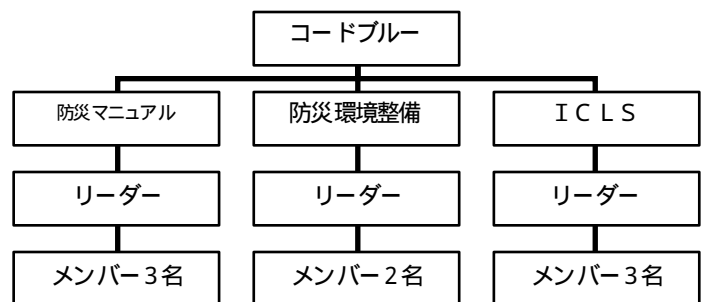 コードブルー
防災マニュアル
防災環境整備
ＩＣＬＳ
リーダー
リーダー
リーダー
メンバー３名
メンバー２名
メンバー３名